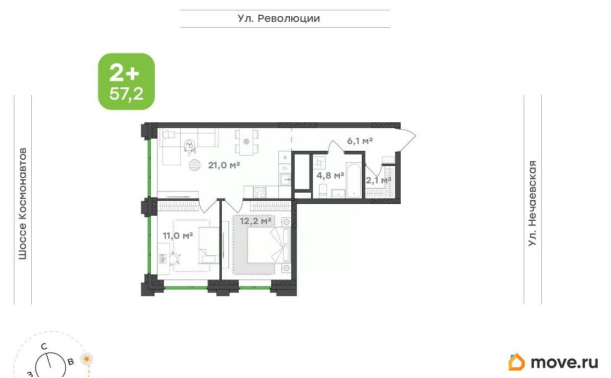 Ул. Революции
2+
57,2
Шоссе Космонавтов
Ул. Нечаевская
6,1 м²
21,0 м²
4,8 м²
2,1 м²
11,0 м²
12,2 м²
С
В
З
move.ru